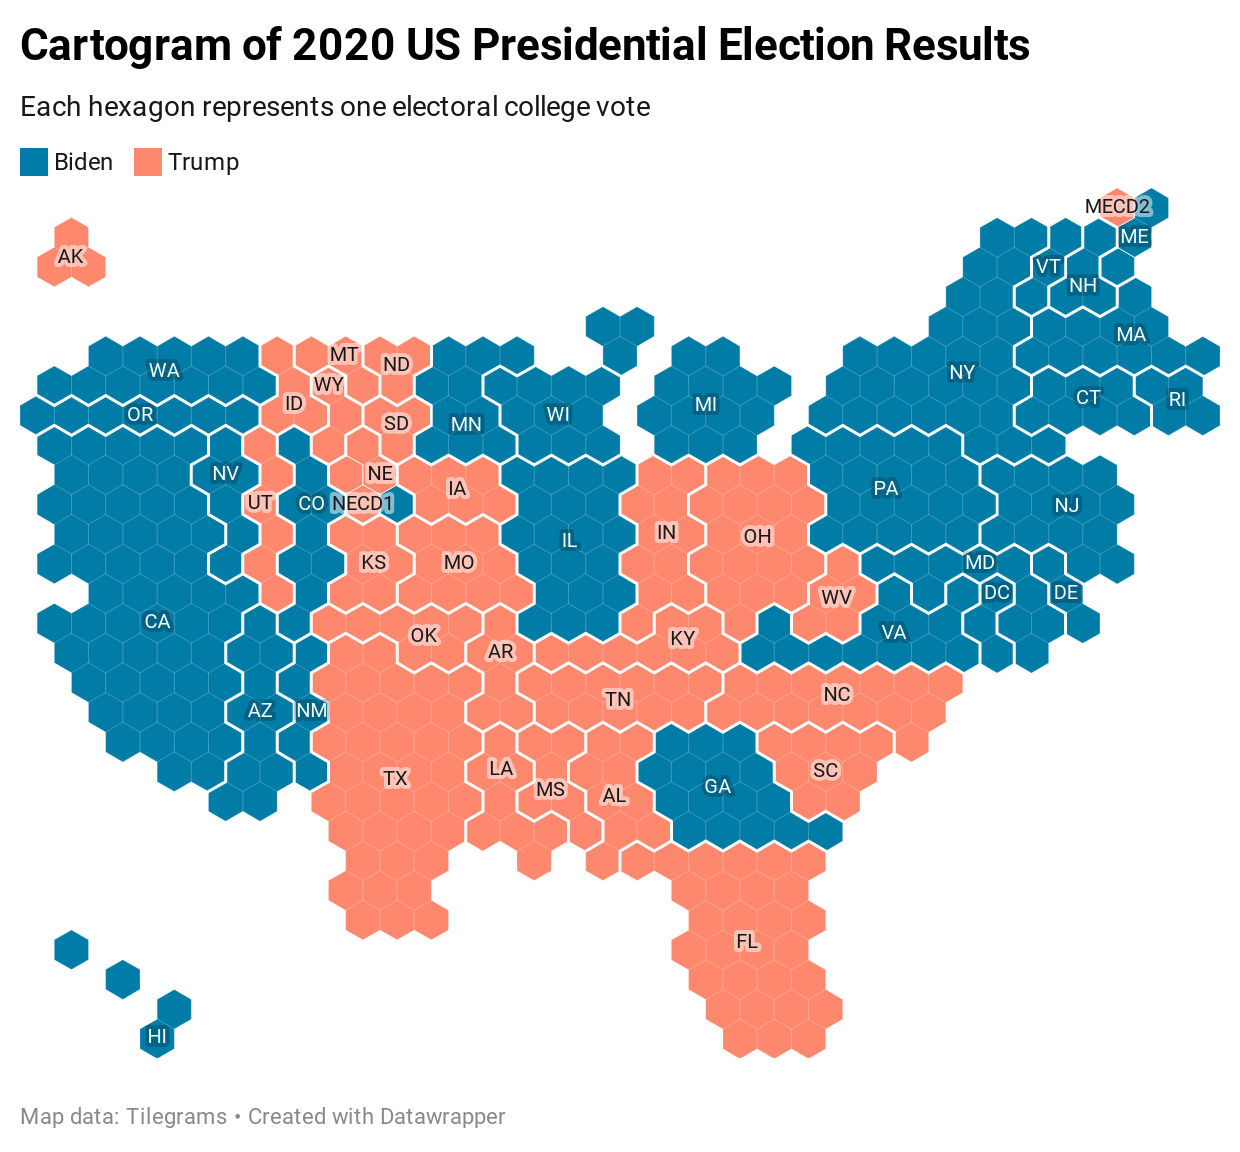 Cartogram of 2020 US Presidential Election Results
Each hexagon represents one electoral college vote
Biden Trump
MECD2
ME
AK
VT
NH
MA
MT
ND
WA
NY
WY
ID
CT
RI
MI
OR
WI
SD
MN
NV
NE
IA
PA
UT
CO
NECD1
NJ
IN
OH
IL
KS
MO
MD
DC
DE
WV
CA
VA
OK
KY
AR
TN
NC
AZ
NM
LA
SC
TX
GA
MS
AL
FL
HI
Map data: Tilegrams • Created with Datawrapper